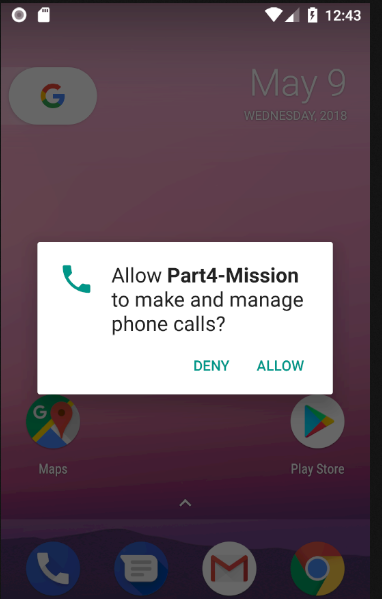 12:43
May 9
WEDNESDAY, 2018
Allow Part4-Mission
to make and manage
phone calls?
DENY ALLOW
Maps Play Store